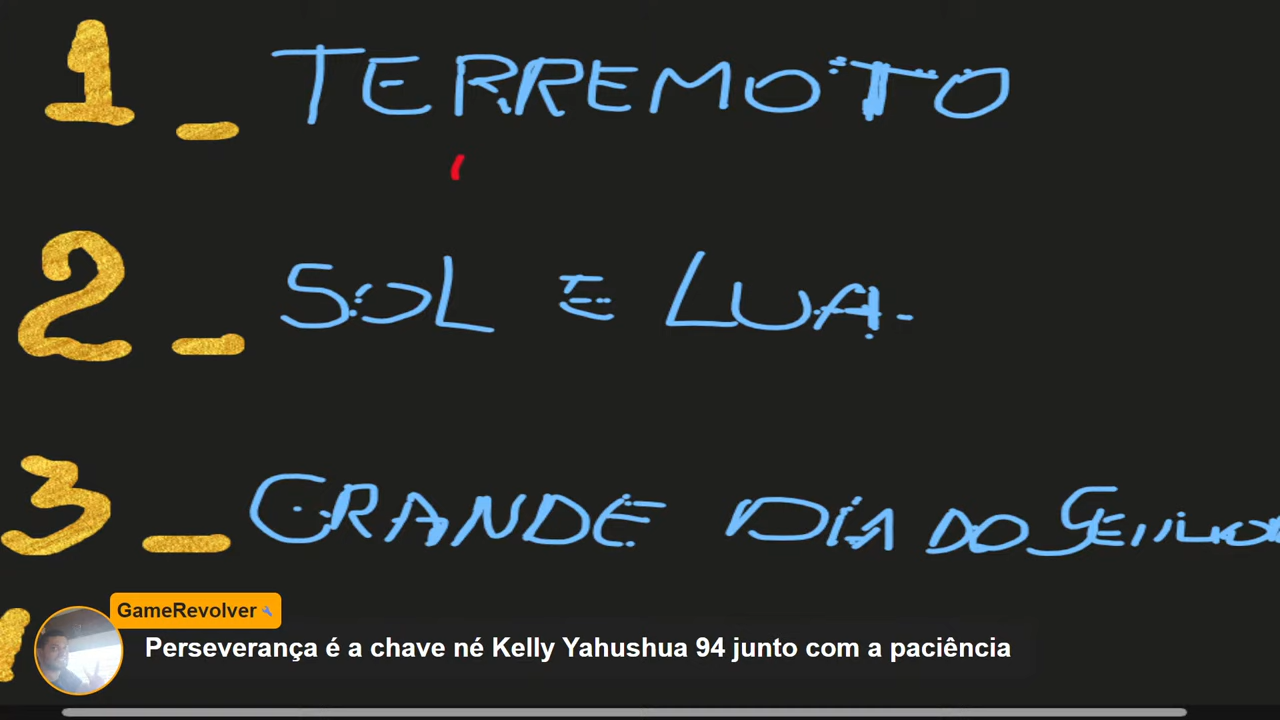 1_ TERREMOTO
2_ SOL E LUA.
3_ GRANDE DIA DO
GameRevolver
Perseverança é a chave né Kelly Yahushua 94 junto com a paciência